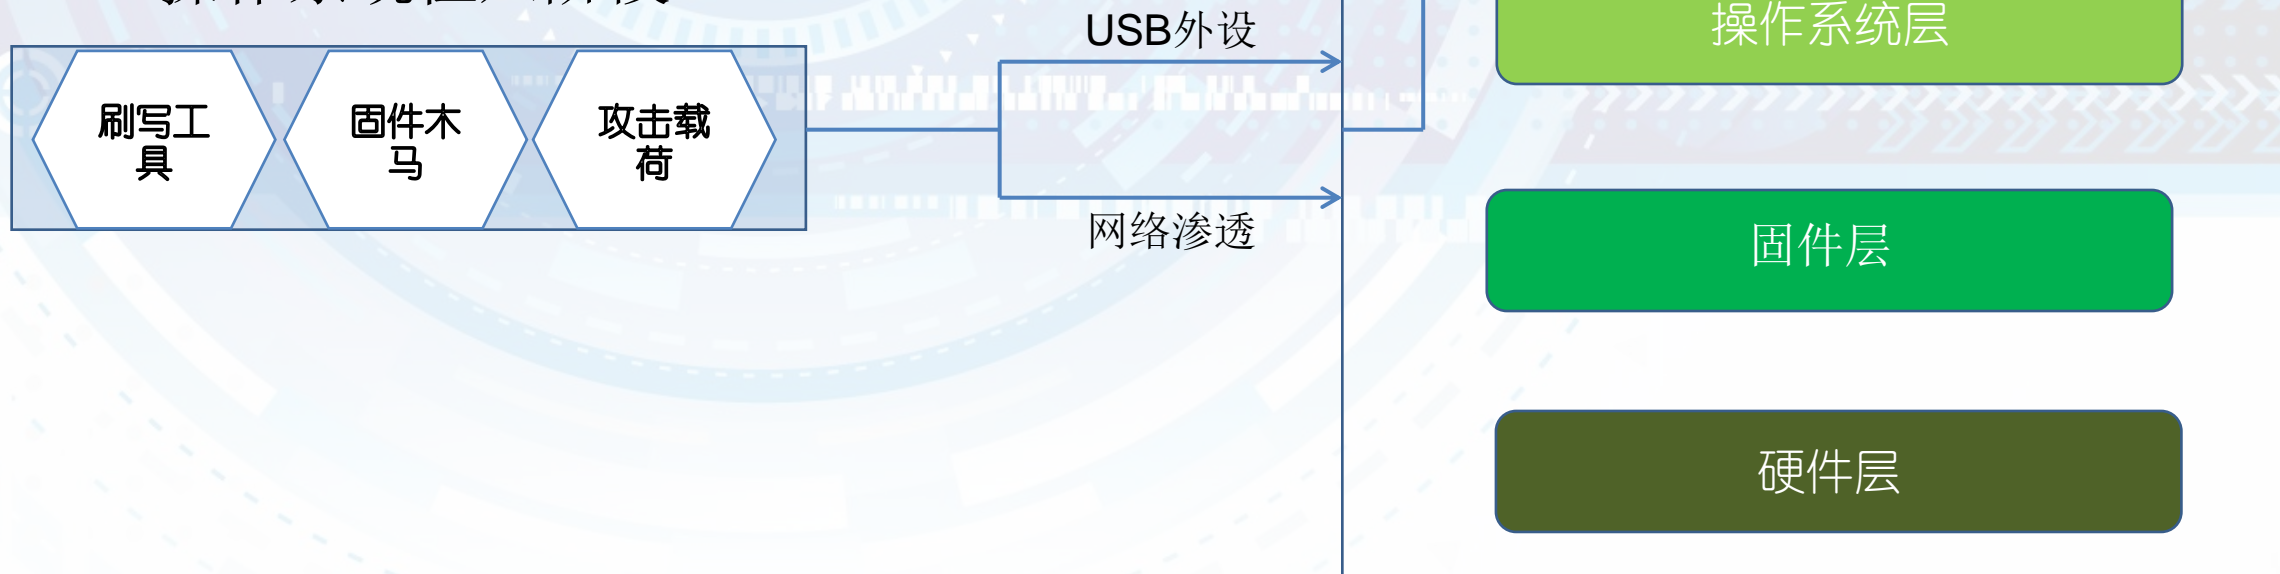 USB外设
操作系统层
刷写工
具
固件木
马
攻击载
荷
网络渗透
固件层
硬件层